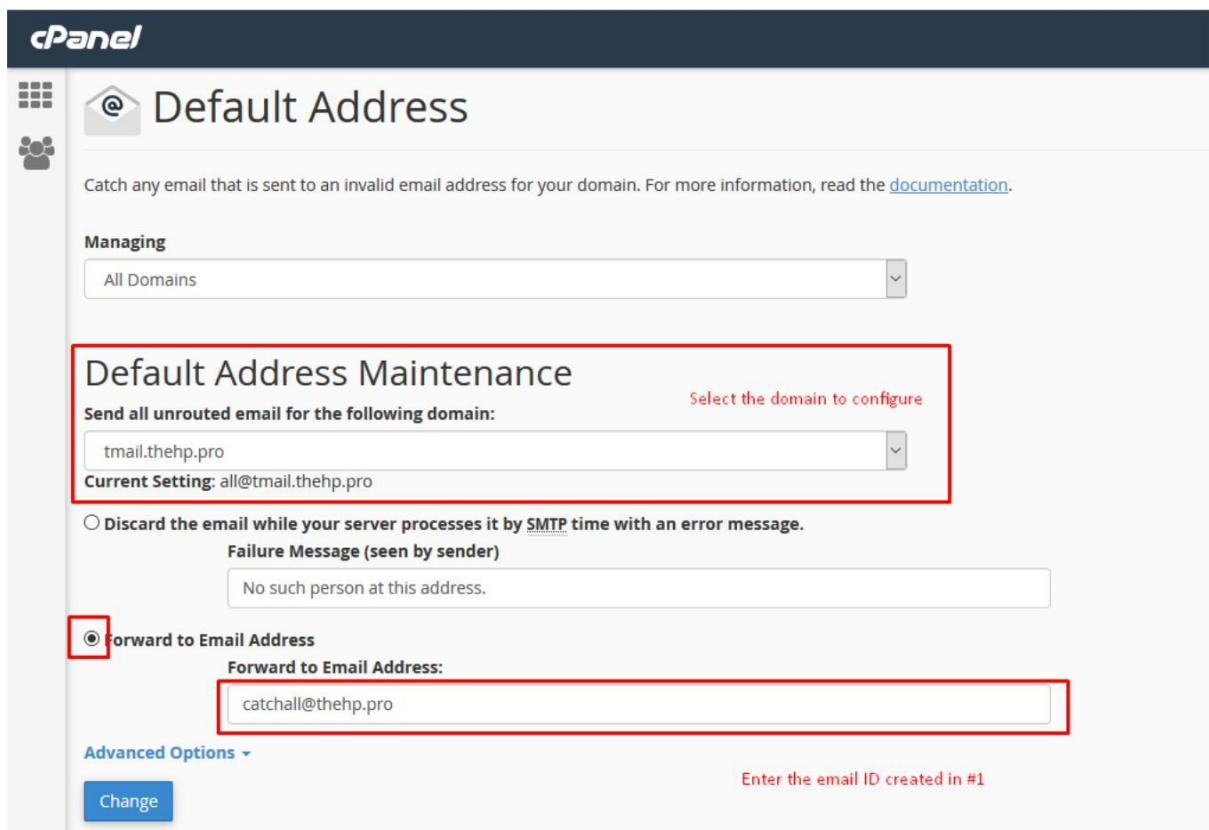 cPanel
Default Address
Catch any email that is sent to an invalid email address for your domain. For more information, read the documentation.
Managing
All Domains
Default Address Maintenance
Select the domain to configure
Send all unrouted email for the following domain:
tmail.thehp.pro
Current Setting: all@tmail.thehp.pro
Discard the email while your server processes it by SMTP time with an error message.
Failure Message (seen by sender)
No such person at this address.
Forward to Email Address
Forward to Email Address:
catchall@thehp.pro
Advanced Options
Enter the email ID created in #1
Change